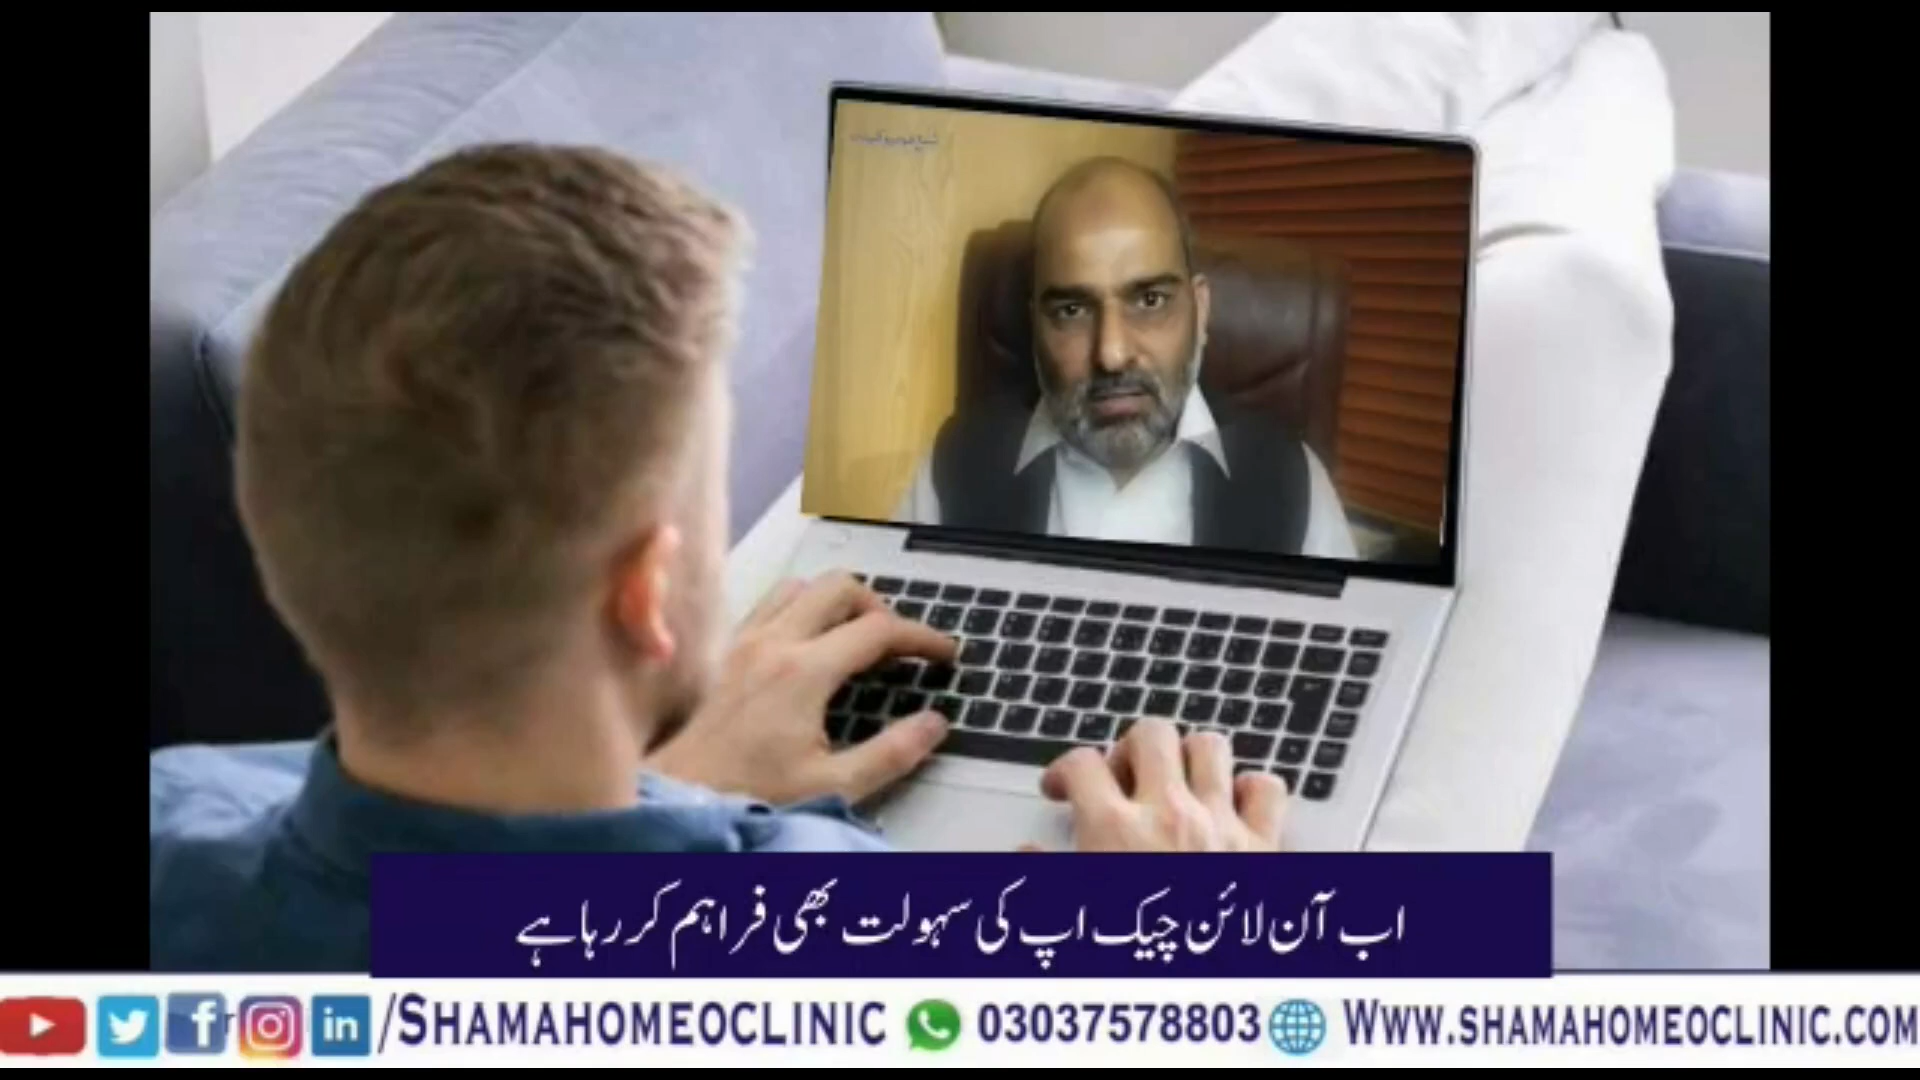 اب آن لائن چیک اپ کی سہولت بھی فراہم کر رہا ہے
/SHAMAHOMEOCLINIC 03037578803 WWW.SHAMAHOMEOCLINIC.COM